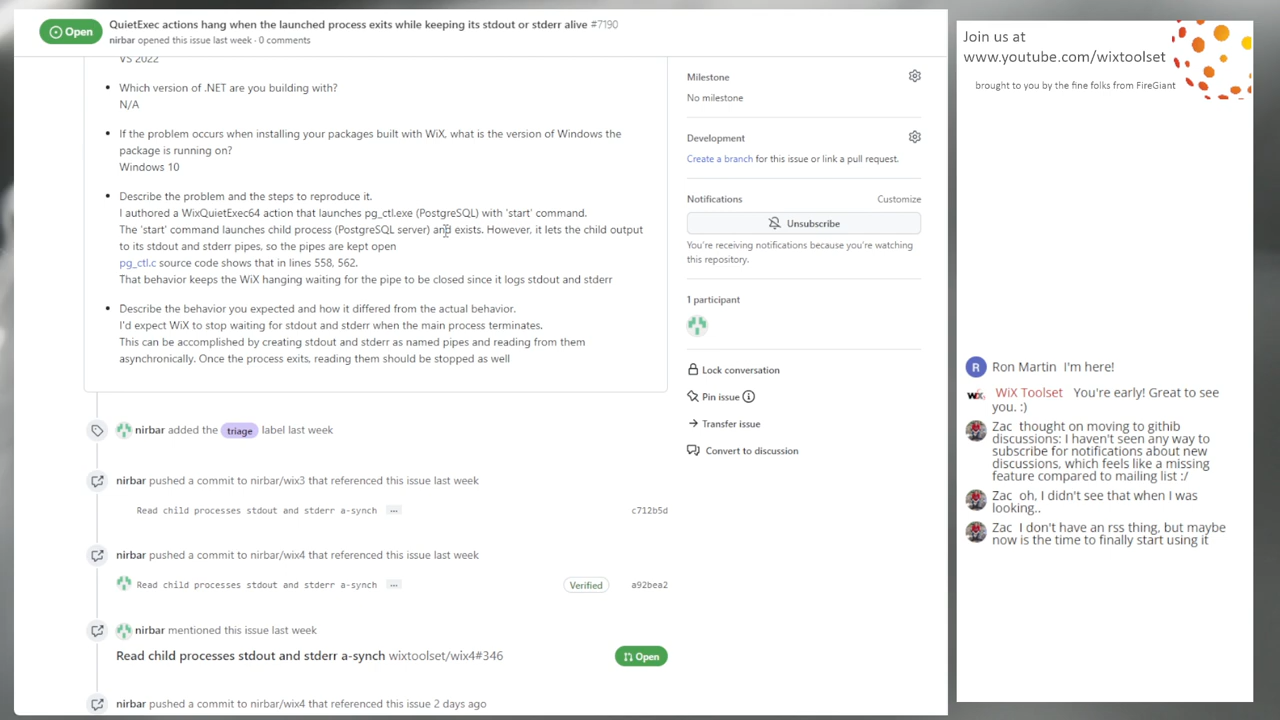 Open
QuietExec actions hang when the launched process exits while keeping its stdout or stderr alive #7190
nirbar opened this issue last week · 0 comments
VS 2022
• Which version of .NET are you building with?
N/A
• If the problem occurs when installing your packages built with WiX, what is the version of Windows the
package is running on?
Windows 10
• Describe the problem and the steps to reproduce it.
I authored a WixQuietExec64 action that launches pg_ctl.exe (PostgreSQL) with 'start' command.
The 'start' command launches child process (PostgreSQL server) and exists. However, it lets the child output
to its stdout and stderr pipes, so the pipes are kept open
pg_ctl.c source code shows that in lines 558, 562.
That behavior keeps the WiX hanging waiting for the pipe to be closed since it logs stdout and stderr
• Describe the behavior you expected and how it differed from the actual behavior.
I'd expect WiX to stop waiting for stdout and stderr when the main process terminates.
This can be accomplished by creating stdout and stderr as named pipes and reading from them
asynchronically. Once the process exits, reading them should be stopped as well
nirbar added the triage label last week
nirbar pushed a commit to nirbar/wix3 that referenced this issue last week
Read child processes stdout and stderr a-synch ... c712b5d
nirbar pushed a commit to nirbar/wix4 that referenced this issue last week
Read child processes stdout and stderr a-synch ... Verified a92bea2
nirbar mentioned this issue last week
Read child processes stdout and stderr a-synch wixtoolset/wix4#346 Open
nirbar pushed a commit to nirbar/wix4 that referenced this issue 2 days ago
Milestone
No milestone
Development
Create a branch for this issue or link a pull request.
Notifications Customize
Unsubscribe
You're receiving notifications because you're watching
this repository.
1 participant
Lock conversation
Pin issue
Transfer issue
Convert to discussion
Join us at
www.youtube.com/wixtoolset
brought to you by the fine folks from FireGiant
R Ron Martin I'm here!
WiX Toolset You're early! Great to see
you. :)
Zac thought on moving to githib
discussions: I haven't seen any way to
subscribe for notifications about new
discussions, which feels like a missing
feature compared to mailing list :/
Zac oh, I didn't see that when I was
looking..
Zac I don't have an rss thing, but maybe
now is the time to finally start using it